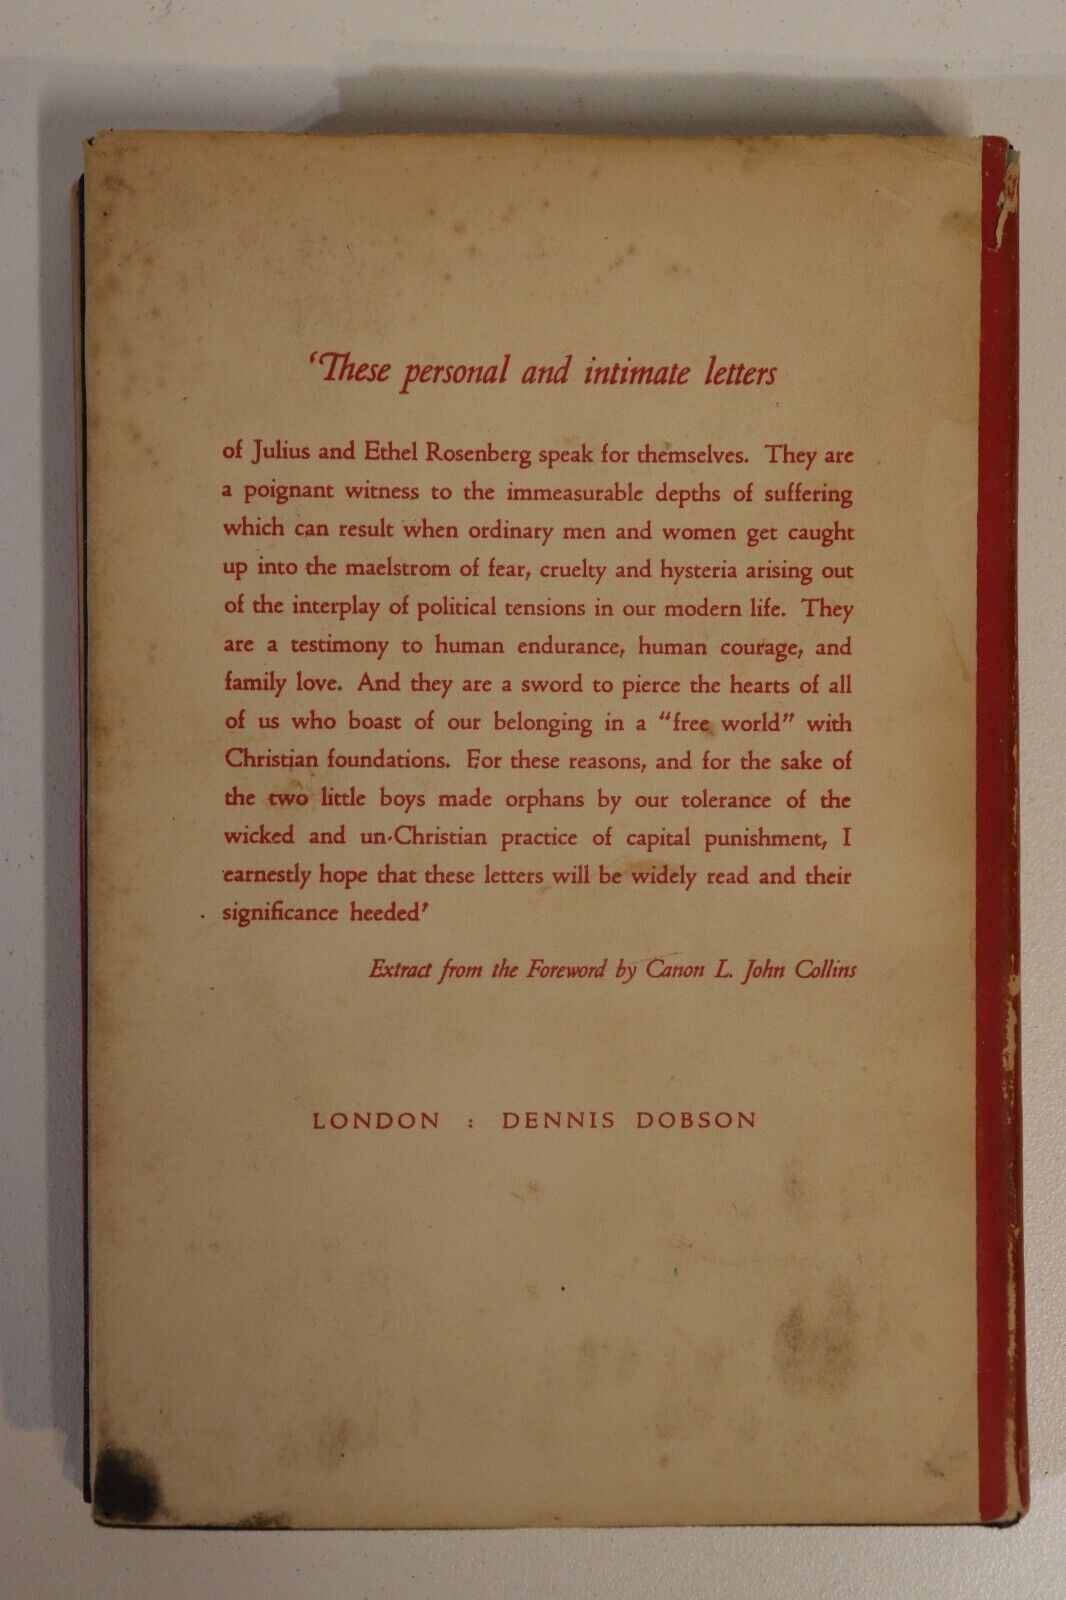 ‘These personal and intimate letters
of Julius and Ethel Rosenberg speak for themselves. They are
a poignant witness to the immeasurable depths of suffering
which can result when ordinary men and women get caught
up into the maelstrom of fear, cruelty and hysteria arising out
of the interplay of political tensions in our modern life. They
are a testimony to human endurance, human courage, and
family love. And they are a sword to pierce the hearts of all
of us who boast of our belonging in a “free world” with
Christian foundations. For these reasons, and for the sake of
the two little boys made orphans by our tolerance of the
wicked and un-Christian practice of capital punishment, I
earnestly hope that these letters will be widely read and their
significance heeded’
Extract from the Foreword by Canon L. John Collins
LONDON : DENNIS DOBSON